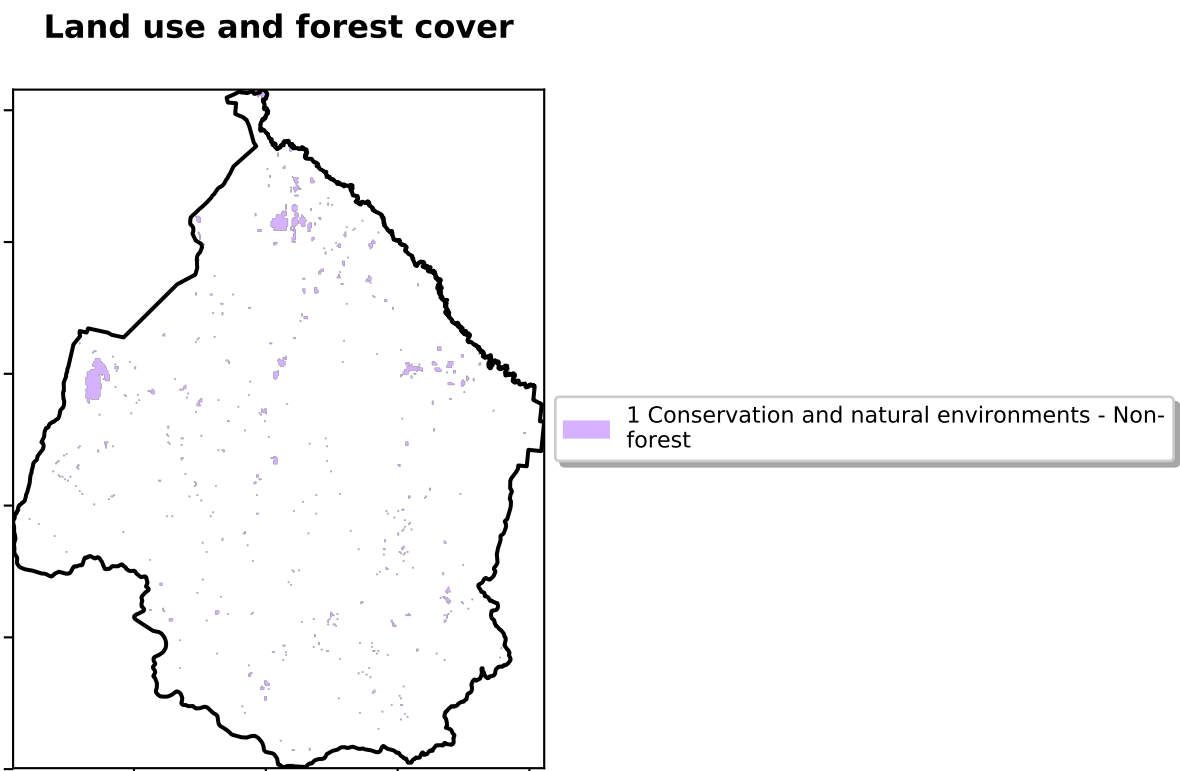 Land use and forest cover
1 Conservation and natural environments - Non-
forest